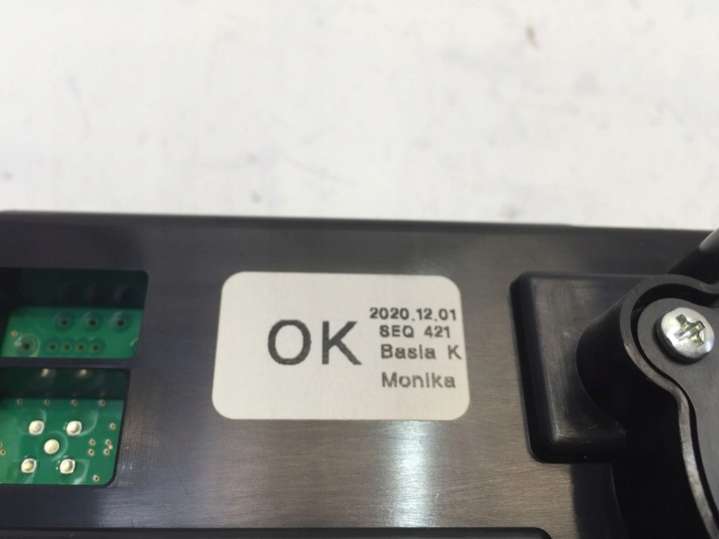 OK
2020.12.01
SEQ 421
Basia K
Monika